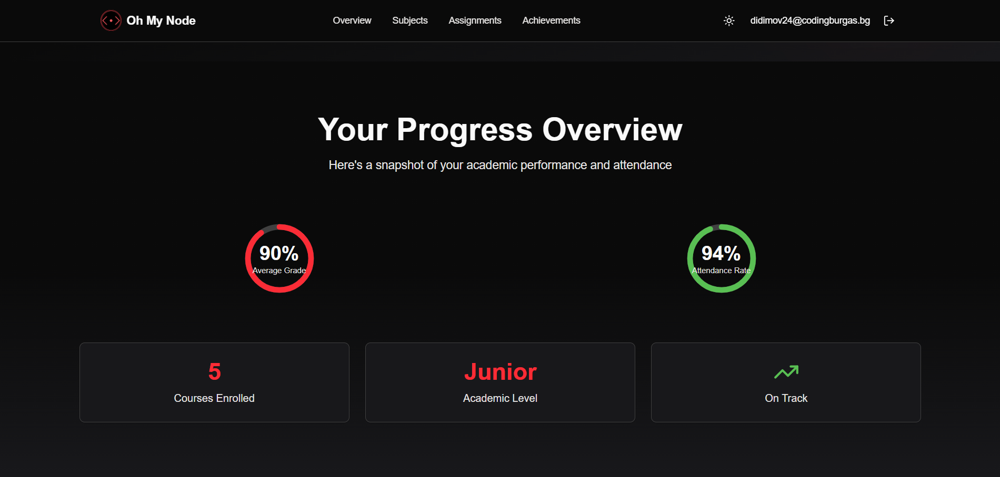 Oh My Node
Overview
Subjects
Assignments
Achievements
didimov24@codingburgas.bg
Your Progress Overview
Here's a snapshot of your academic performance and attendance
90%
Average Grade
94%
Attendance Rate
5
Courses Enrolled
Junior
Academic Level
On Track